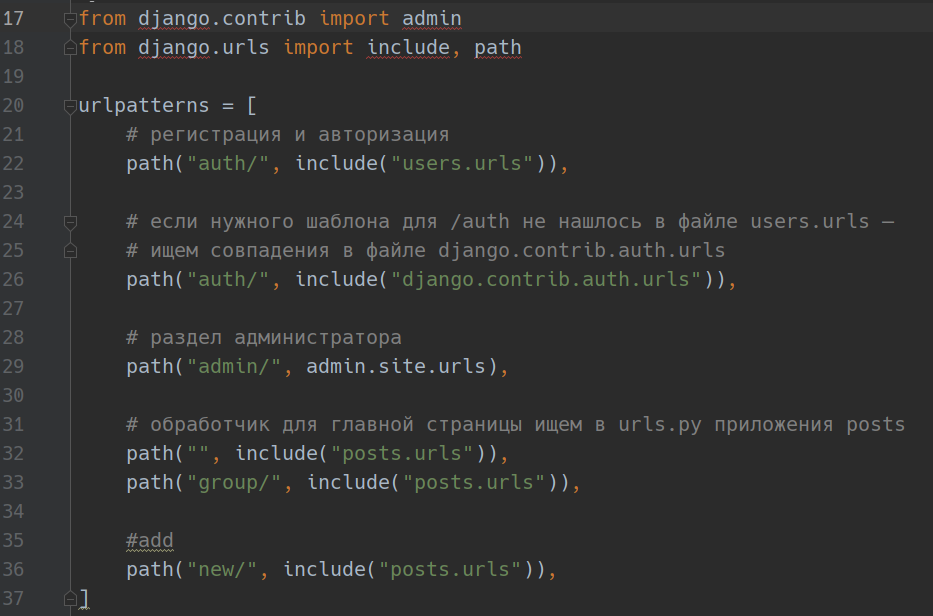 17 from django.contrib import admin
18 from django.urls import include, path
19
20 urlpatterns = [
21 # регистрация и авторизация
22 path("auth/", include("users.urls")),
23
24 # если нужного шаблона для /auth не нашлось в файле users.urls —
25 # ищем совпадения в файле django.contrib.auth.urls
26 path("auth/", include("django.contrib.auth.urls")),
27
28 # раздел администратора
29 path("admin/", admin.site.urls),
30
31 # обработчик для главной страницы ищем в urls.py приложения posts
32 path("", include("posts.urls")),
33 path("group/", include("posts.urls")),
34
35 #add
36 path("new/", include("posts.urls")),
37 ]